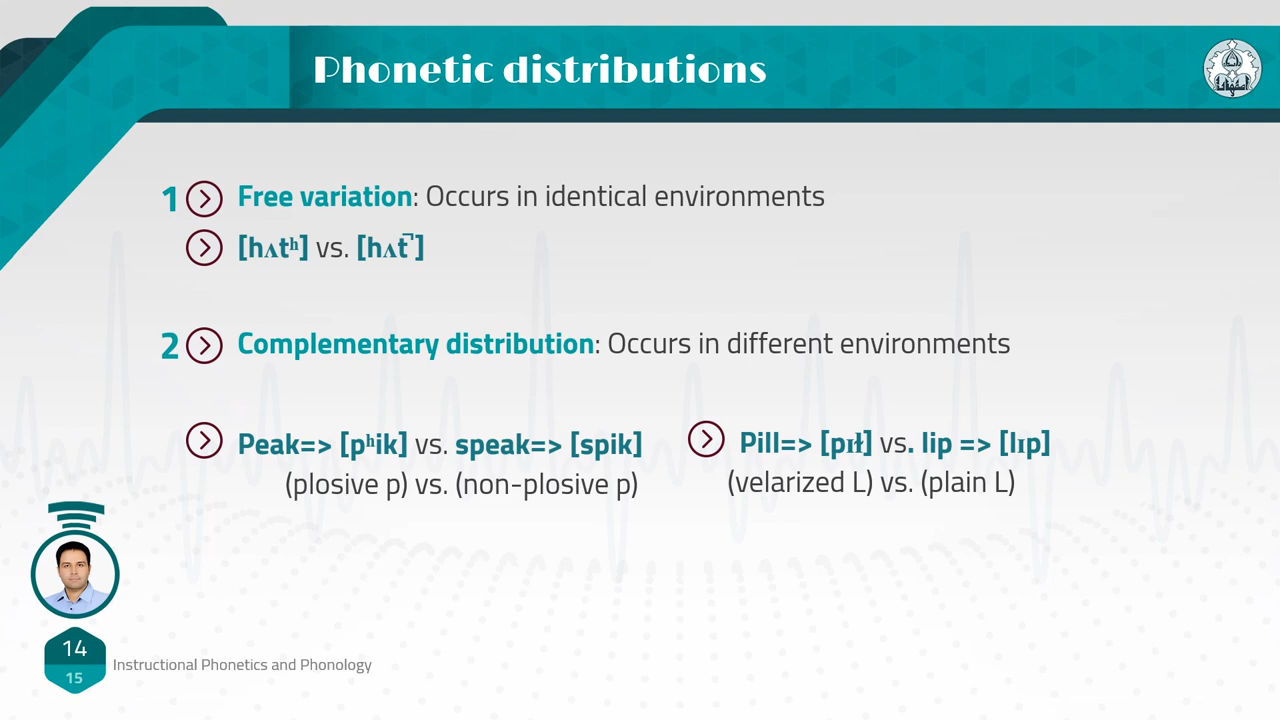 Phonetic distributions
1 Free variation: Occurs in identical environments
[hʌtʰ] vs. [hʌt̚]
2 Complementary distribution: Occurs in different environments
Peak=> [pʰik] vs. speak=> [spik]
(plosive p) vs. (non-plosive p)
Pill=> [pɪɫ] vs. lip => [lɪp]
(velarized L) vs. (plain L)
14
15
Instructional Phonetics and Phonology